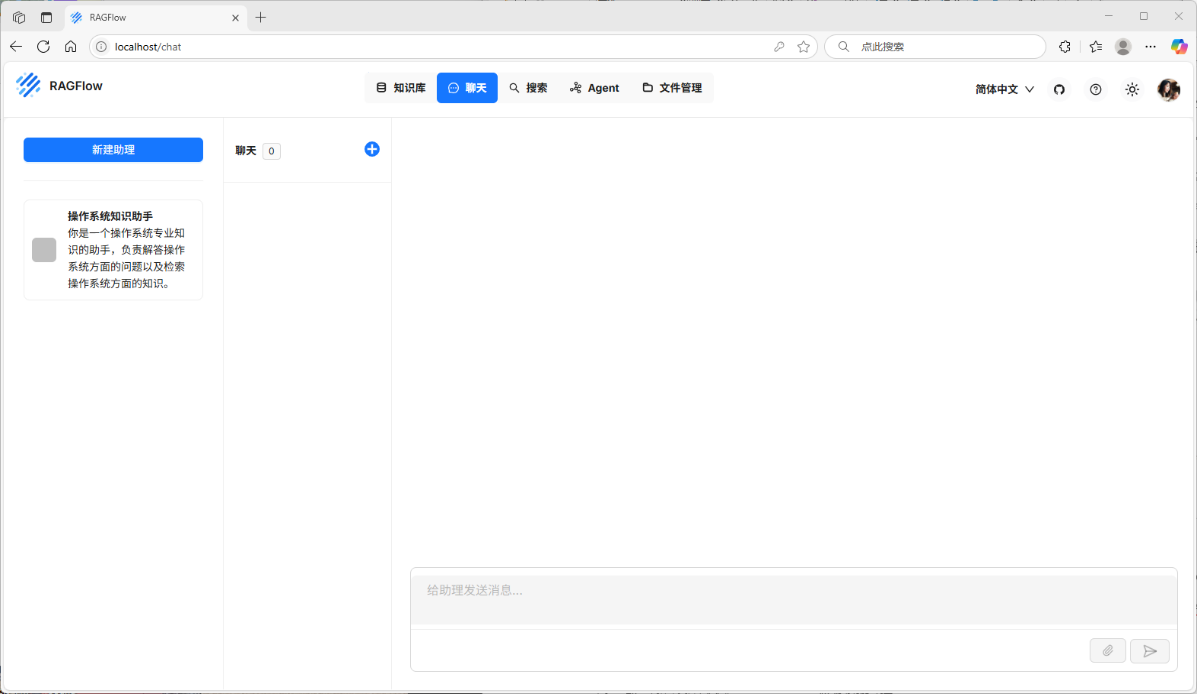 RAGFlow
localhost/chat
点此搜索
RAGFlow
知识库
聊天
搜索
Agent
文件管理
简体中文
新建助理
聊天 0
操作系统知识助手
你是一个操作系统专业知
识的助手，负责解答操作
系统方面的问题以及检索
操作系统方面的知识。
给助理发送消息...